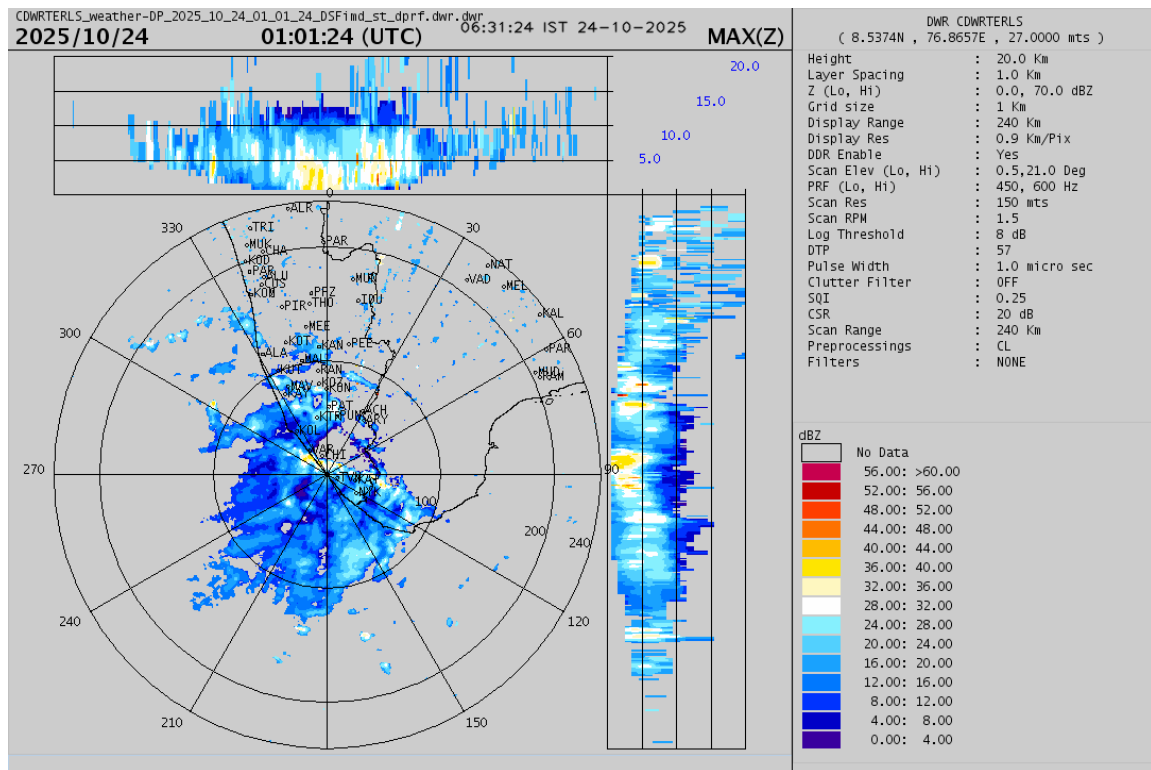 CDWRTERLS_weather-DP_2025_10_24_01_01_24_DSFimd_st_dprf.dwr.dwr
2025/10/24 01:01:24 (UTC) 06:31:24 IST 24-10-2025 MAX(Z)
20.0
15.0
10.0
5.0
0
330
30
300
60
270
90
240
120
210
150
100
200
240
ALR
TRI
PAR
MUK
CHA
KOD
PAR
CUS
KOM
MUN
NAT
VAD
MEL
PFZ
THO
IDU
PIR
KAL
MEE
KOT
KAN
PEE
PAR
ALA
RAN
MUD
RAM
KON
KAY
PAT
ACH
PUN
ARY
KOL
VAR
CHI
DWR CDWRTERLS
( 8.5374N , 76.8657E , 27.0000 mts )
Height : 20.0 Km
Layer Spacing : 1.0 Km
Z (Lo, Hi) : 0.0, 70.0 dBZ
Grid size : 1 Km
Display Range : 240 Km
Display Res : 0.9 Km/Pix
DDR Enable : Yes
Scan Elev (Lo, Hi) : 0.5,21.0 Deg
PRF (Lo, Hi) : 450, 600 Hz
Scan Res : 150 mts
Scan RPM : 1.5
Log Threshold : 8 dB
DTP : 57
Pulse Width : 1.0 micro sec
Clutter Filter : OFF
SQI : 0.25
CSR : 20 dB
Scan Range : 240 Km
Preprocessings : CL
Filters : NONE
dBZ
No Data
56.00: >60.00
52.00: 56.00
48.00: 52.00
44.00: 48.00
40.00: 44.00
36.00: 40.00
32.00: 36.00
28.00: 32.00
24.00: 28.00
20.00: 24.00
16.00: 20.00
12.00: 16.00
8.00: 12.00
4.00: 8.00
0.00: 4.00